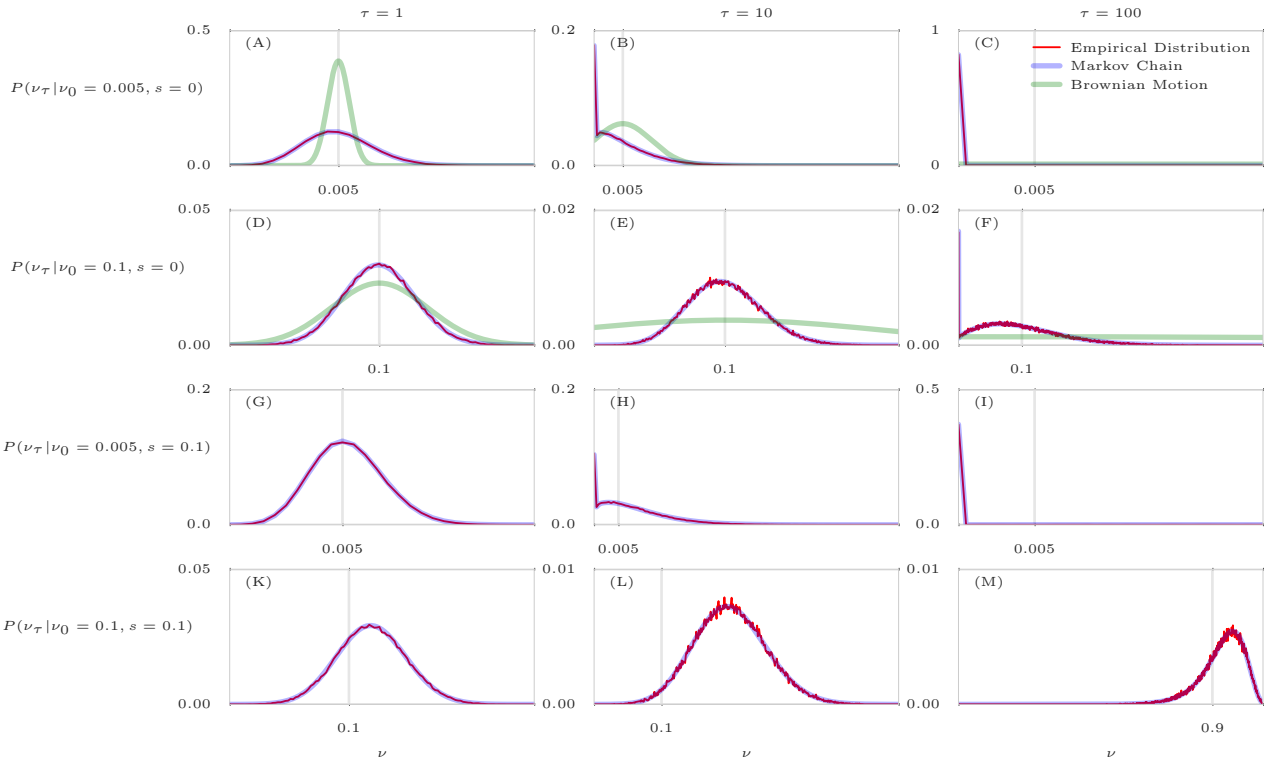 τ = 1
τ = 10
τ = 100
P(ν_τ|ν_0 = 0.005, s = 0)
0.5
0.0
(A)
0.005
0.2
0.0
(B)
0.005
1
1
(C)
0.005
Empirical Distribution
Markov Chain
Brownian Motion
P(ν_τ|ν_0 = 0.1, s = 0)
0.05
0.00
(D)
0.1
0.02
0.00
(E)
0.1
0.02
0.00
(F)
0.1
P(ν_τ|ν_0 = 0.005, s = 0.1)
0.2
0.0
(G)
0.005
0.2
0.0
(H)
0.005
0.5
0.0
(I)
0.005
P(ν_τ|ν_0 = 0.1, s = 0.1)
0.05
0.00
(K)
0.1
ν
0.01
0.00
(L)
0.1
ν
0.01
0.00
(M)
0.9
ν